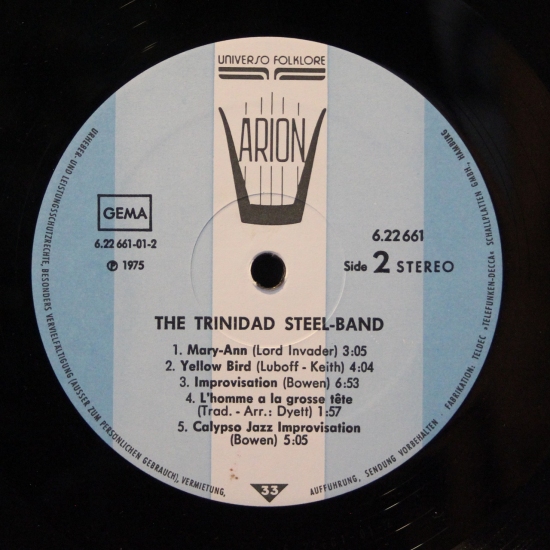 UNIVERSO FOLKLORE
ARION
GEMA
6.22 661-01-2
℗ 1975
6.22661
Side 2 STEREO
THE TRINIDAD STEEL-BAND
1. Mary-Ann (Lord Invader) 3:05
2. Yellow Bird (Luboff - Keith) 4:04
3. Improvisation (Bowen) 6:53
4. L'homme a la grosse tête
(Trad. - Arr.: Dyett) 1:57
5. Calypso Jazz Improvisation
(Bowen) 5:05
33
URHEBER- UND LEISTUNGSSCHUTZRECHTE, BESONDERS VERVIELFÄLTIGUNG (AUSSER ZUM PERSÖNLICHEN GEBRAUCH), VERMIETUNG, AUFFÜHRUNG, SENDUNG VORBEHALTEN · FABRIKATION: TELDEC »TELEFUNKEN-DECCA« SCHALLPLATTEN GMBH, HAMBURG